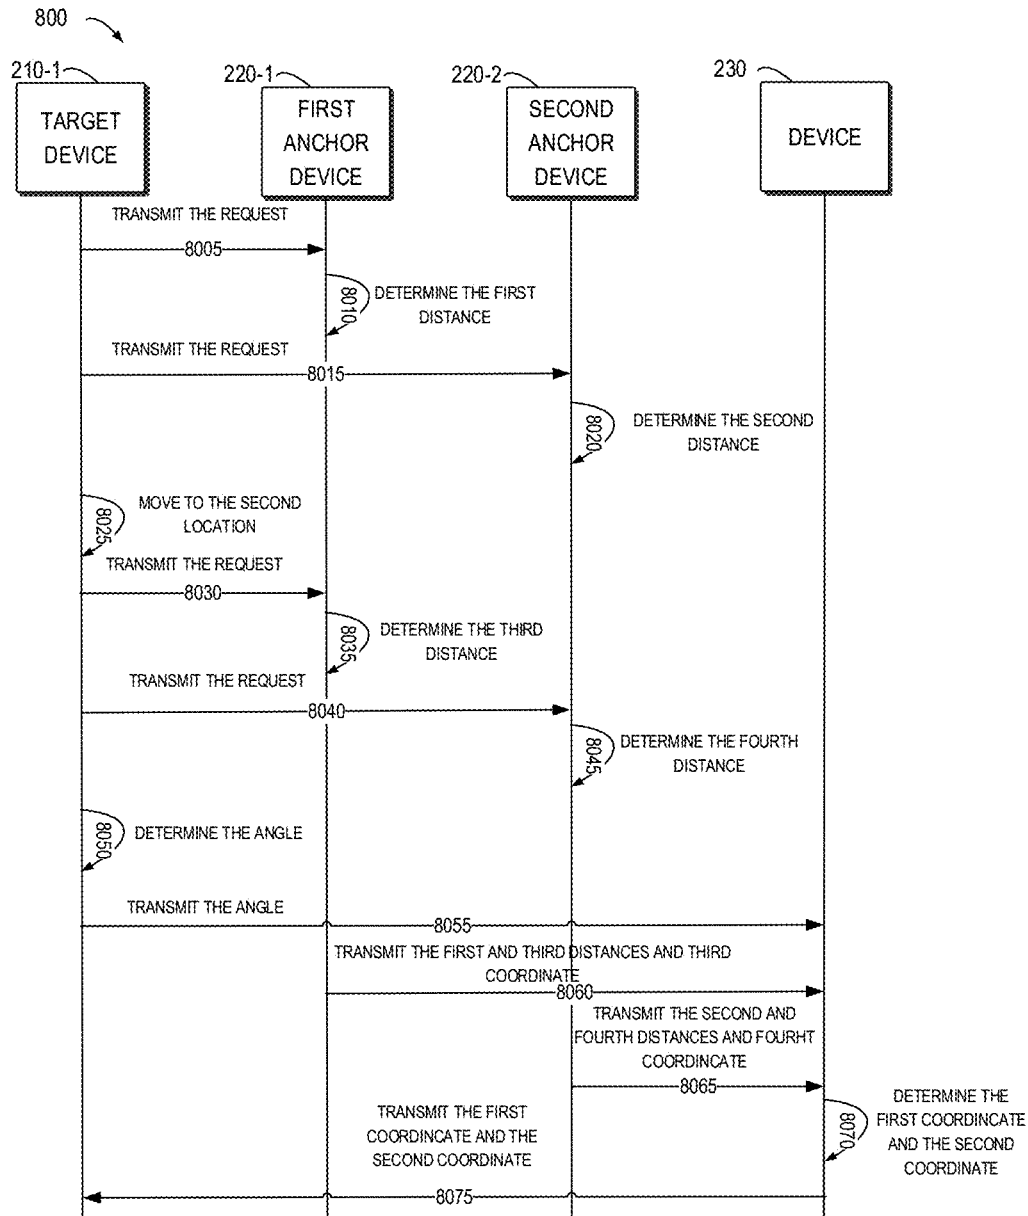 800
210-1
220-1
220-2
230
TARGET
DEVICE
FIRST
ANCHOR
DEVICE
SECOND
ANCHOR
DEVICE
DEVICE
TRANSMIT THE REQUEST
8005
8010
DETERMINE THE FIRST
DISTANCE
TRANSMIT THE REQUEST
8015
8020
DETERMINE THE SECOND
DISTANCE
8025
MOVE TO THE SECOND
LOCATION
TRANSMIT THE REQUEST
8030
8035
DETERMINE THE THIRD
DISTANCE
TRANSMIT THE REQUEST
8040
8045
DETERMINE THE FOURTH
DISTANCE
8050
DETERMINE THE ANGLE
TRANSMIT THE ANGLE
8055
TRANSMIT THE FIRST AND THIRD DISTANCES AND THIRD
COORDINATE
8060
TRANSMIT THE SECOND AND
FOURTH DISTANCES AND FOURHT
COORDINCATE
8065
8070
DETERMINE THE
FIRST COORDINCATE
AND THE SECOND
COORDINATE
TRANSMIT THE FIRST
COORDINCATE AND THE
SECOND COORDINATE
8075